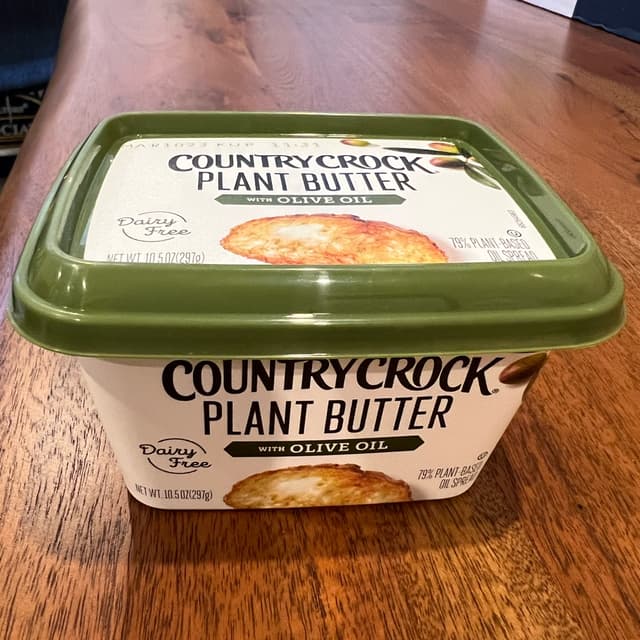 COUNTRY CROCK®
PLANT BUTTER
WITH OLIVE OIL
Dairy
Free
79% PLANT-BASED
OIL SPREAD
NET WT. 10.5 OZ (297g)
COUNTRY CROCK®
PLANT BUTTER
WITH OLIVE OIL
Dairy
Free
79% PLANT-BASED
OIL SPREAD
NET WT. 10.5 OZ (297g)